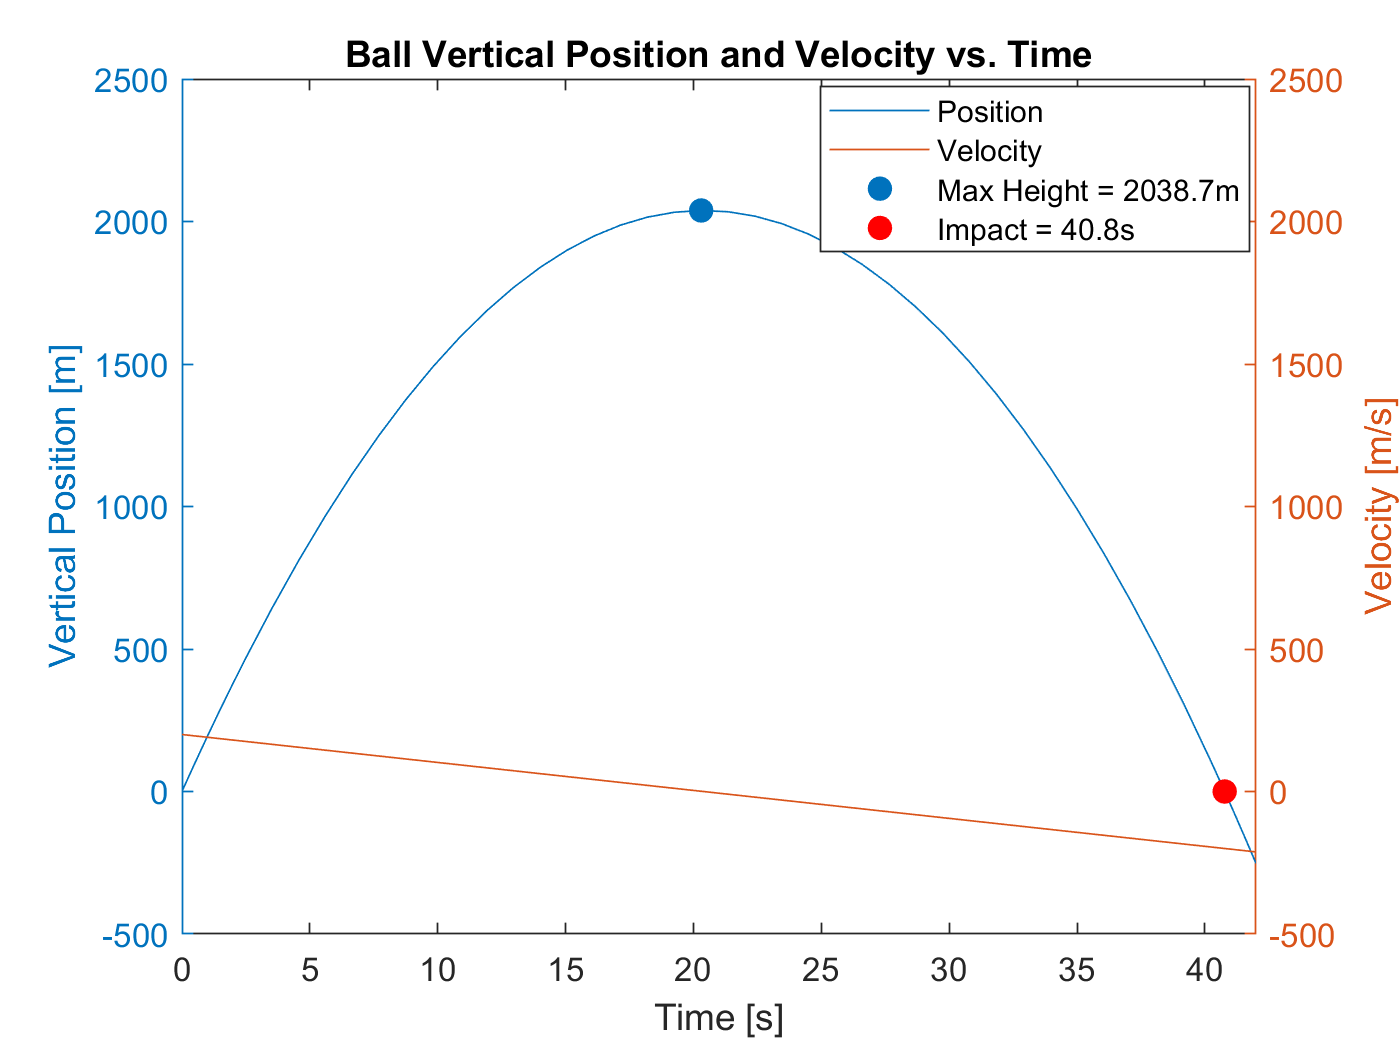 Ball Vertical Position and Velocity vs. Time
Position
Velocity
Max Height = 2038.7m
Impact = 40.8s
Vertical Position [m]
2500
2000
1500
1000
500
0
-500
Velocity [m/s]
2500
2000
1500
1000
500
0
-500
0 5 10 15 20 25 30 35 40
Time [s]